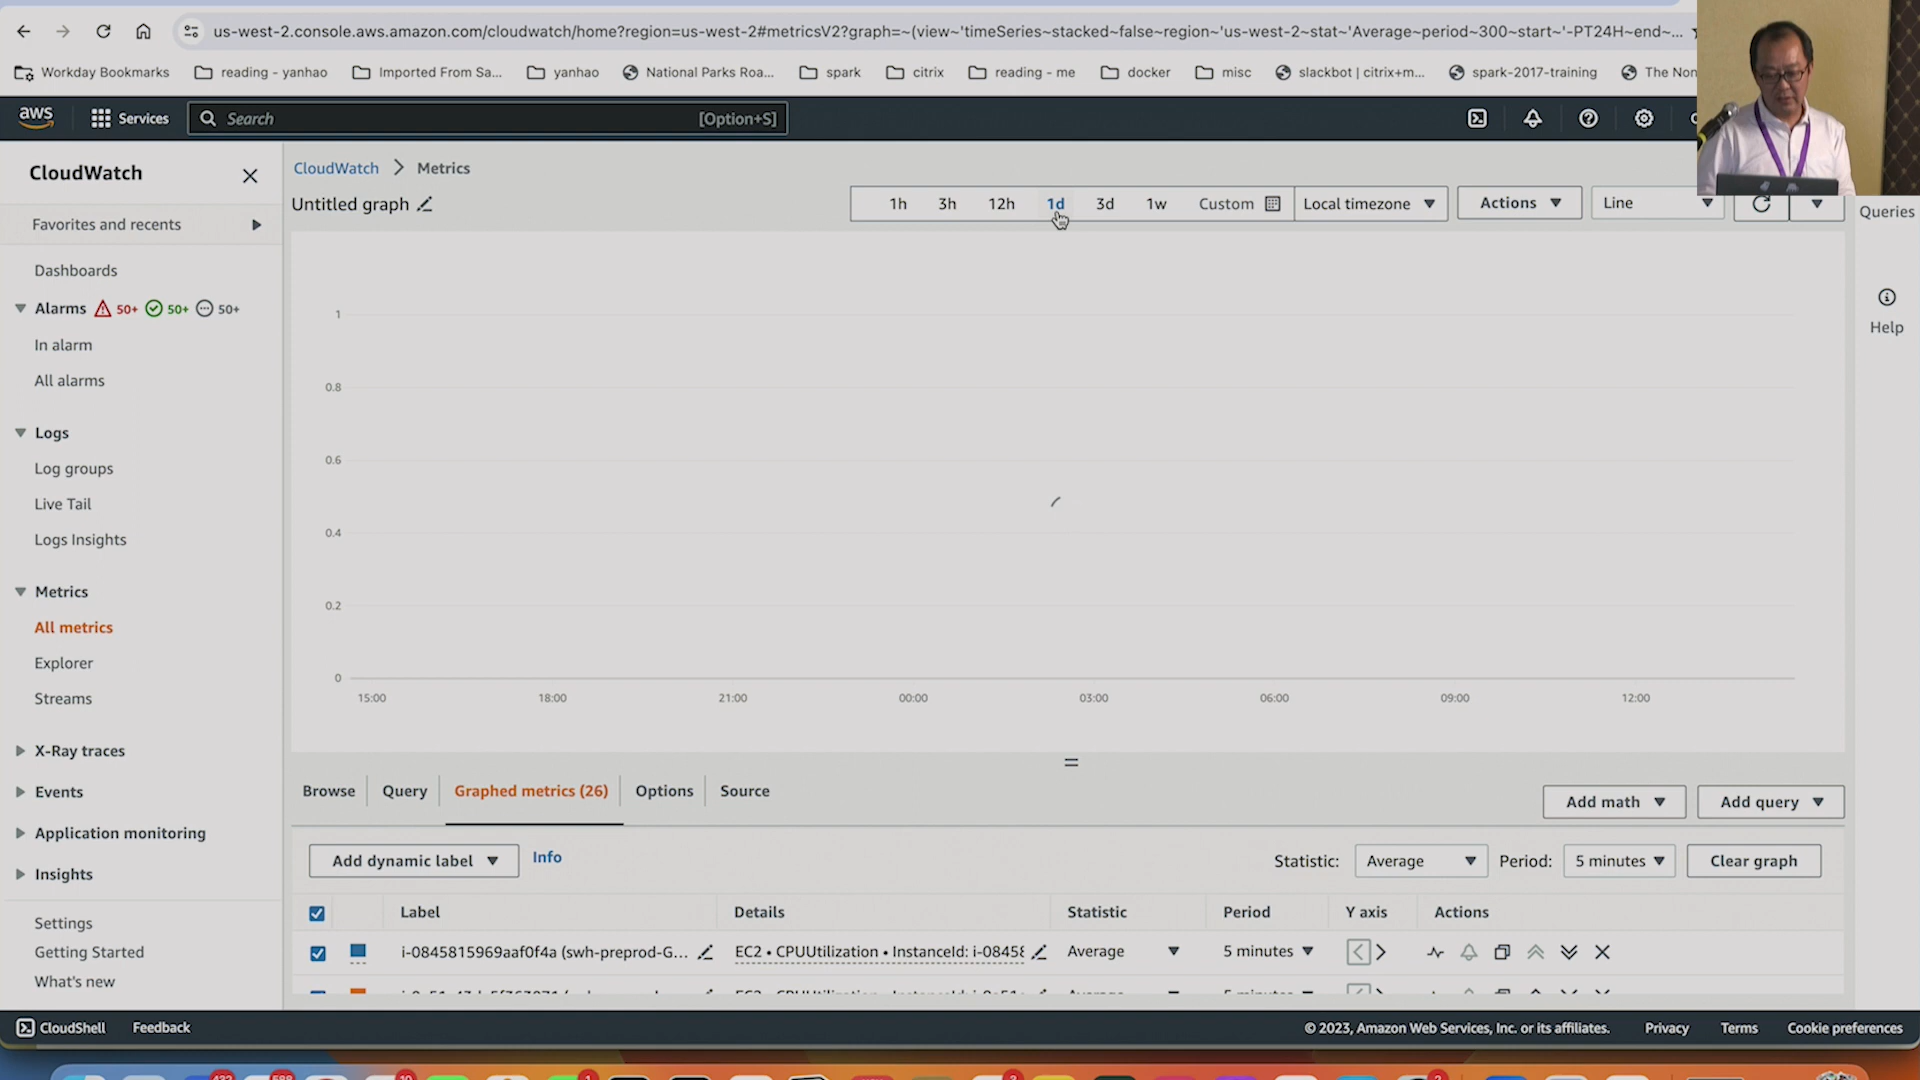 us-west-2.console.aws.amazon.com/cloudwatch/home?region=us-west-2#metricsV2?graph=~(view~'timeSeries~stacked~false~region~'us-west-2~stat~'Average~period~300~start~'-PT24H~end~...
Workday Bookmarks
reading - yanhao
Imported From Sa...
yanhao
National Parks Roa...
spark
citrix
reading - me
docker
misc
slackbot | citrix+m...
spark-2017-training
The Non
aws
Services
Search
[Option+S]
CloudWatch
Favorites and recents
Dashboards
Alarms 50+ 50+ 50+
In alarm
All alarms
Logs
Log groups
Live Tail
Logs Insights
Metrics
All metrics
Explorer
Streams
X-Ray traces
Events
Application monitoring
Insights
Settings
Getting Started
What's new
CloudWatch > Metrics
Untitled graph
1h 3h 12h 1d 3d 1w Custom
Local timezone
Actions
Line
Queries
Help
1
0.8
0.6
0.4
0.2
0
15:00 18:00 21:00 00:00 03:00 06:00 09:00 12:00
Browse
Query
Graphed metrics (26)
Options
Source
Add math
Add query
Add dynamic label
Info
Statistic: Average
Period: 5 minutes
Clear graph
Label Details Statistic Period Y axis Actions
i-0845815969aaf0f4a (swh-preprod-G... EC2 • CPUUtilization • InstanceId: i-08458 Average 5 minutes
CloudShell
Feedback
© 2023, Amazon Web Services, Inc. or its affiliates.
Privacy
Terms
Cookie preferences